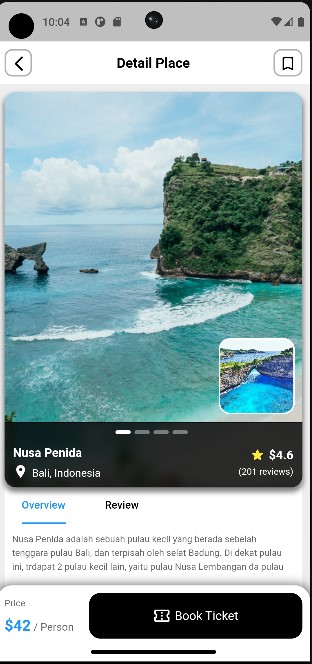 10:04
Detail Place
Nusa Penida
4.6
Bali, Indonesia
(201 reviews)
Overview
Review
Nusa Penida adalah sebuah pulau kecil yang berada sebelah
tenggara pulau Bali, dan terpisah oleh selat Badung. Di dekat pulau
ini, trdapat 2 pulau kecil lain, yaitu pulau Nusa Lembangan da pulau
Price
$42 / Person
Book Ticket